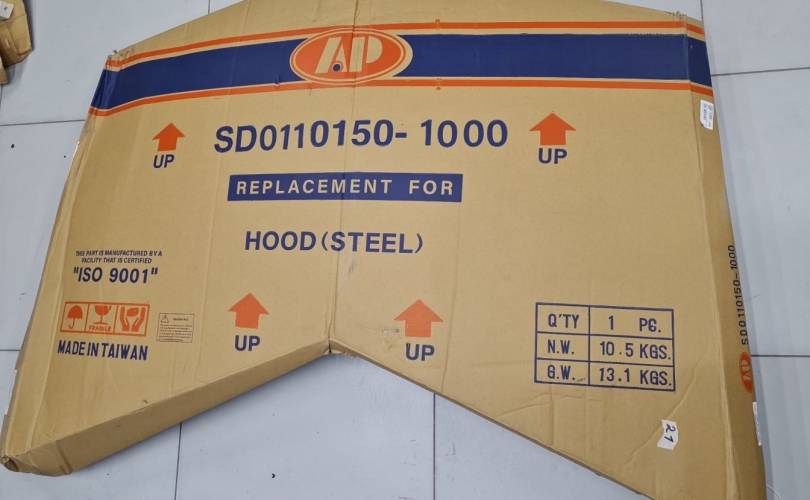 AP
SD0110150-1000
UP
UP
REPLACEMENT FOR
HOOD (STEEL)
THIS PART IS MANUFACTURED BY A
FACILITY THAT IS CERTIFIED
"ISO 9001"
FRAGILE
MADE IN TAIWAN
UP
UP
Q'TY 1 PG.
N.W. 10.5 KGS.
G.W. 13.1 KGS.
21
AP SD0110150-1000